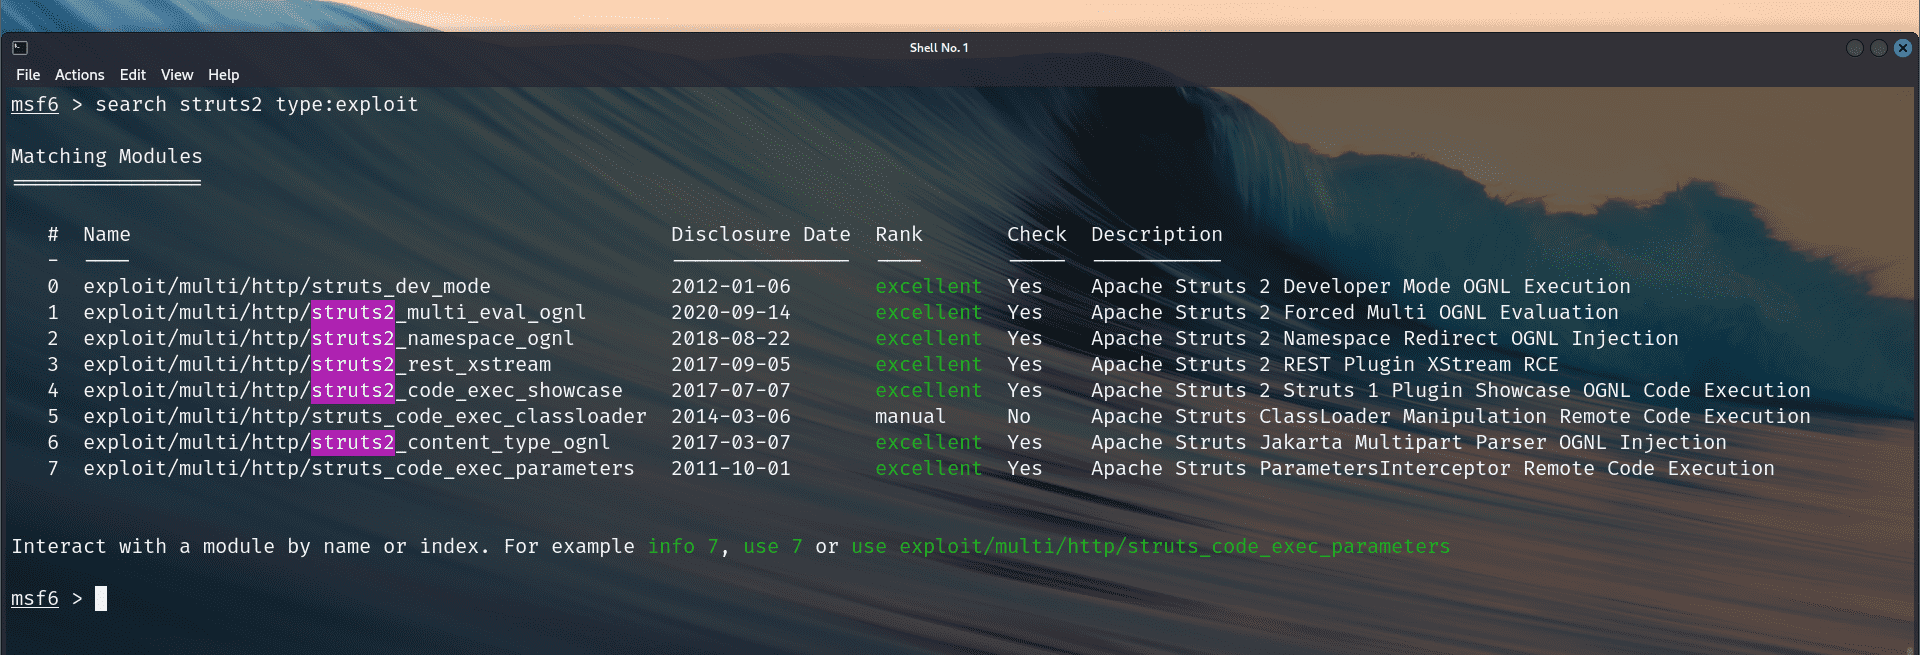 Shell No. 1
File Actions Edit View Help
msf6 > search struts2 type:exploit
Matching Modules
================
# Name Disclosure Date Rank Check Description
- ---- --------------- ---- ----- -----------
0 exploit/multi/http/struts_dev_mode 2012-01-06 excellent Yes Apache Struts 2 Developer Mode OGNL Execution
1 exploit/multi/http/struts2_multi_eval_ognl 2020-09-14 excellent Yes Apache Struts 2 Forced Multi OGNL Evaluation
2 exploit/multi/http/struts2_namespace_ognl 2018-08-22 excellent Yes Apache Struts 2 Namespace Redirect OGNL Injection
3 exploit/multi/http/struts2_rest_xstream 2017-09-05 excellent Yes Apache Struts 2 REST Plugin XStream RCE
4 exploit/multi/http/struts2_code_exec_showcase 2017-07-07 excellent Yes Apache Struts 2 Struts 1 Plugin Showcase OGNL Code Execution
5 exploit/multi/http/struts_code_exec_classloader 2014-03-06 manual No Apache Struts ClassLoader Manipulation Remote Code Execution
6 exploit/multi/http/struts2_content_type_ognl 2017-03-07 excellent Yes Apache Struts Jakarta Multipart Parser OGNL Injection
7 exploit/multi/http/struts_code_exec_parameters 2011-10-01 excellent Yes Apache Struts ParametersInterceptor Remote Code Execution
Interact with a module by name or index. For example info 7, use 7 or use exploit/multi/http/struts_code_exec_parameters
msf6 >